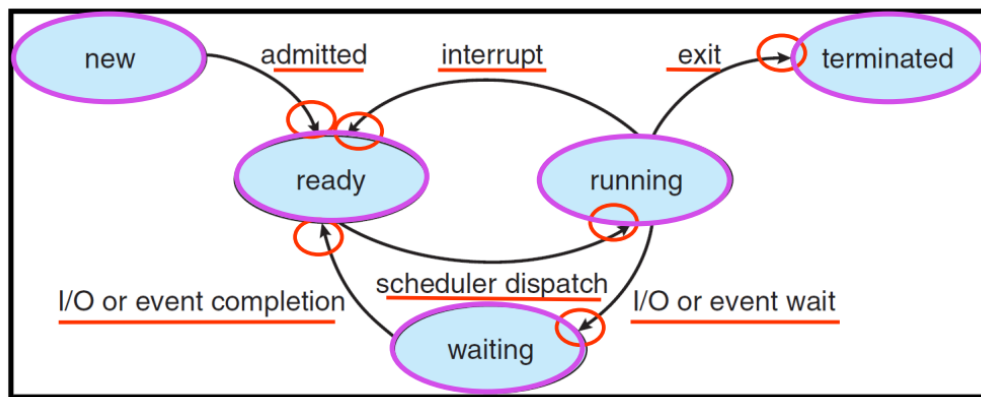 new
admitted
interrupt
exit
terminated
ready
running
I/O or event completion
scheduler dispatch
I/O or event wait
waiting